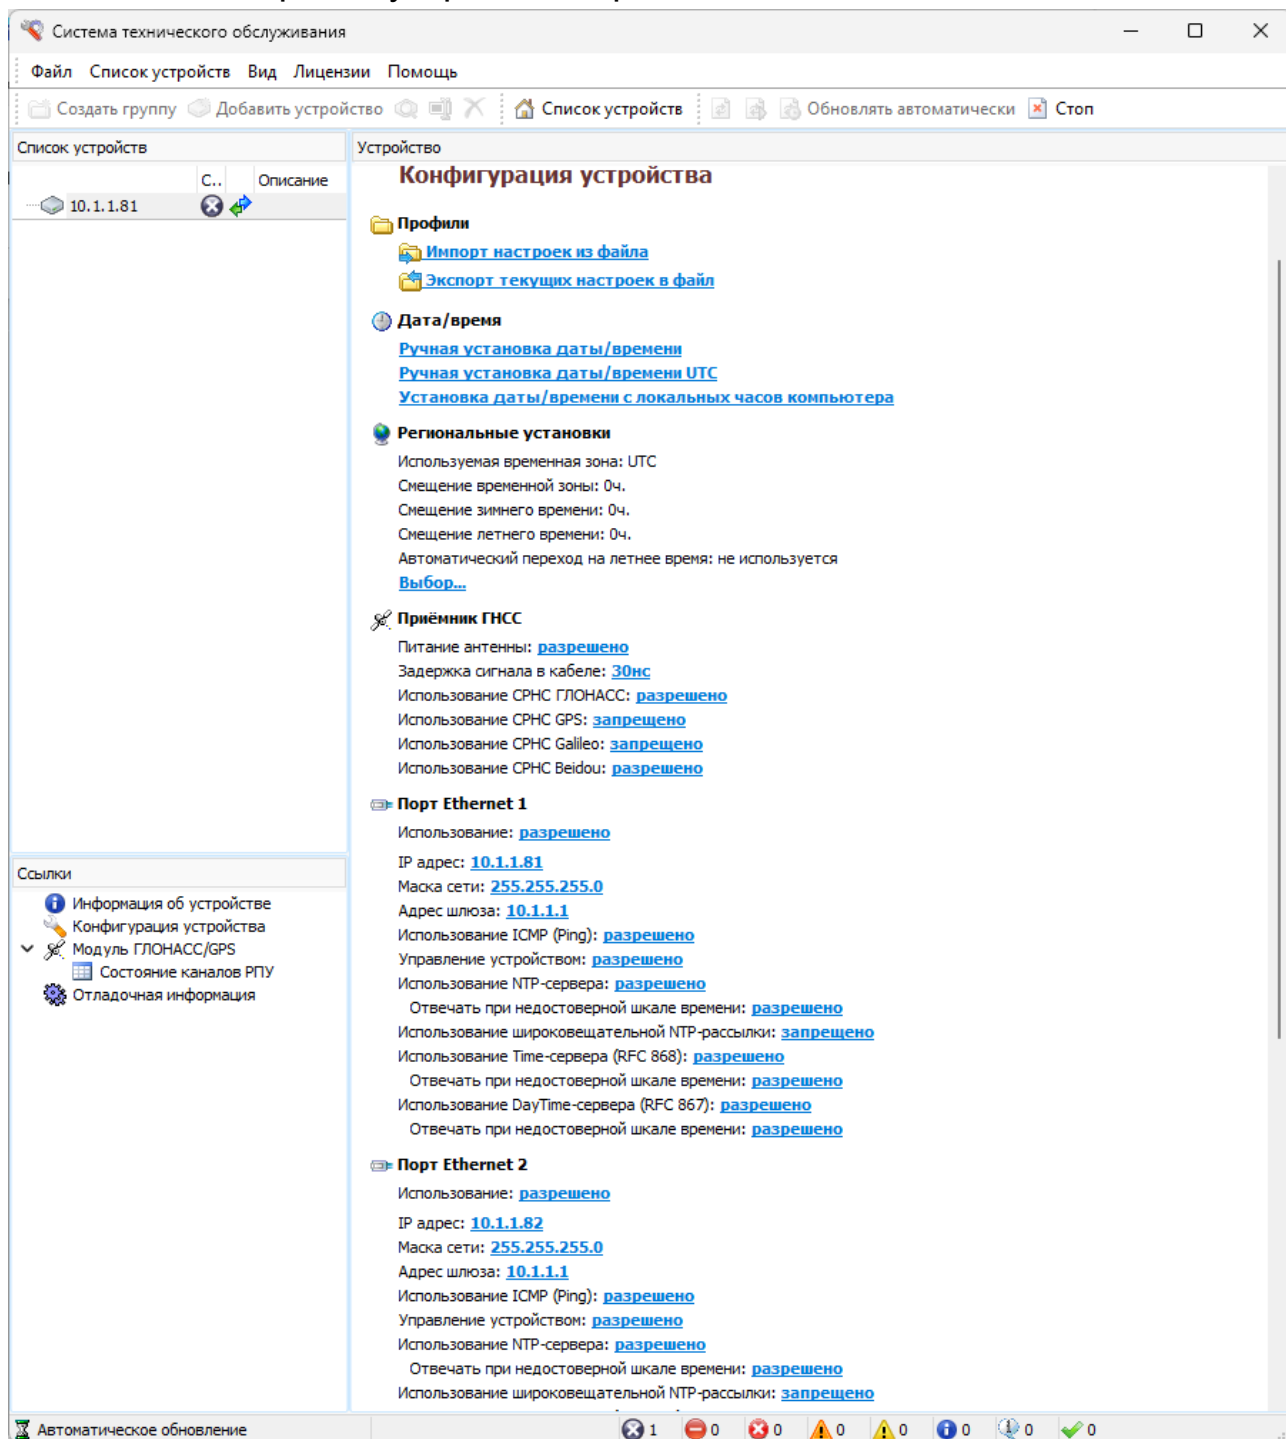 Система технического обслуживания
Файл Список устройств Вид Лицензии Помощь
Создать группу Добавить устройство Список устройств Обновлять автоматически Стоп
Список устройств
С.. Описание
10.1.1.81
Ссылки
Информация об устройстве
Конфигурация устройства
Модуль ГЛОНАСС/GPS
Состояние каналов РПУ
Отладочная информация
Устройство
Конфигурация устройства
Профили
Импорт настроек из файла
Экспорт текущих настроек в файл
Дата/время
Ручная установка даты/времени
Ручная установка даты/времени UTC
Установка даты/времени с локальных часов компьютера
Региональные установки
Используемая временная зона: UTC
Смещение временной зоны: 0ч.
Смещение зимнего времени: 0ч.
Смещение летнего времени: 0ч.
Автоматический переход на летнее время: не используется
Выбор...
Приёмник ГНСС
Питание антенны: разрешено
Задержка сигнала в кабеле: 30нс
Использование СРНС ГЛОНАСС: разрешено
Использование СРНС GPS: запрещено
Использование СРНС Galileo: запрещено
Использование СРНС Beidou: разрешено
Порт Ethernet 1
Использование: разрешено
IP адрес: 10.1.1.81
Маска сети: 255.255.255.0
Адрес шлюза: 10.1.1.1
Использование ICMP (Ping): разрешено
Управление устройством: разрешено
Использование NTP-сервера: разрешено
Отвечать при недостоверной шкале времени: разрешено
Использование широковещательной NTP-рассылки: запрещено
Использование Time-сервера (RFC 868): разрешено
Отвечать при недостоверной шкале времени: разрешено
Использование DayTime-сервера (RFC 867): разрешено
Отвечать при недостоверной шкале времени: разрешено
Порт Ethernet 2
Использование: разрешено
IP адрес: 10.1.1.82
Маска сети: 255.255.255.0
Адрес шлюза: 10.1.1.1
Использование ICMP (Ping): разрешено
Управление устройством: разрешено
Использование NTP-сервера: разрешено
Отвечать при недостоверной шкале времени: разрешено
Использование широковещательной NTP-рассылки: запрещено
Автоматическое обновление 1 0 0 0 0 0 0 0